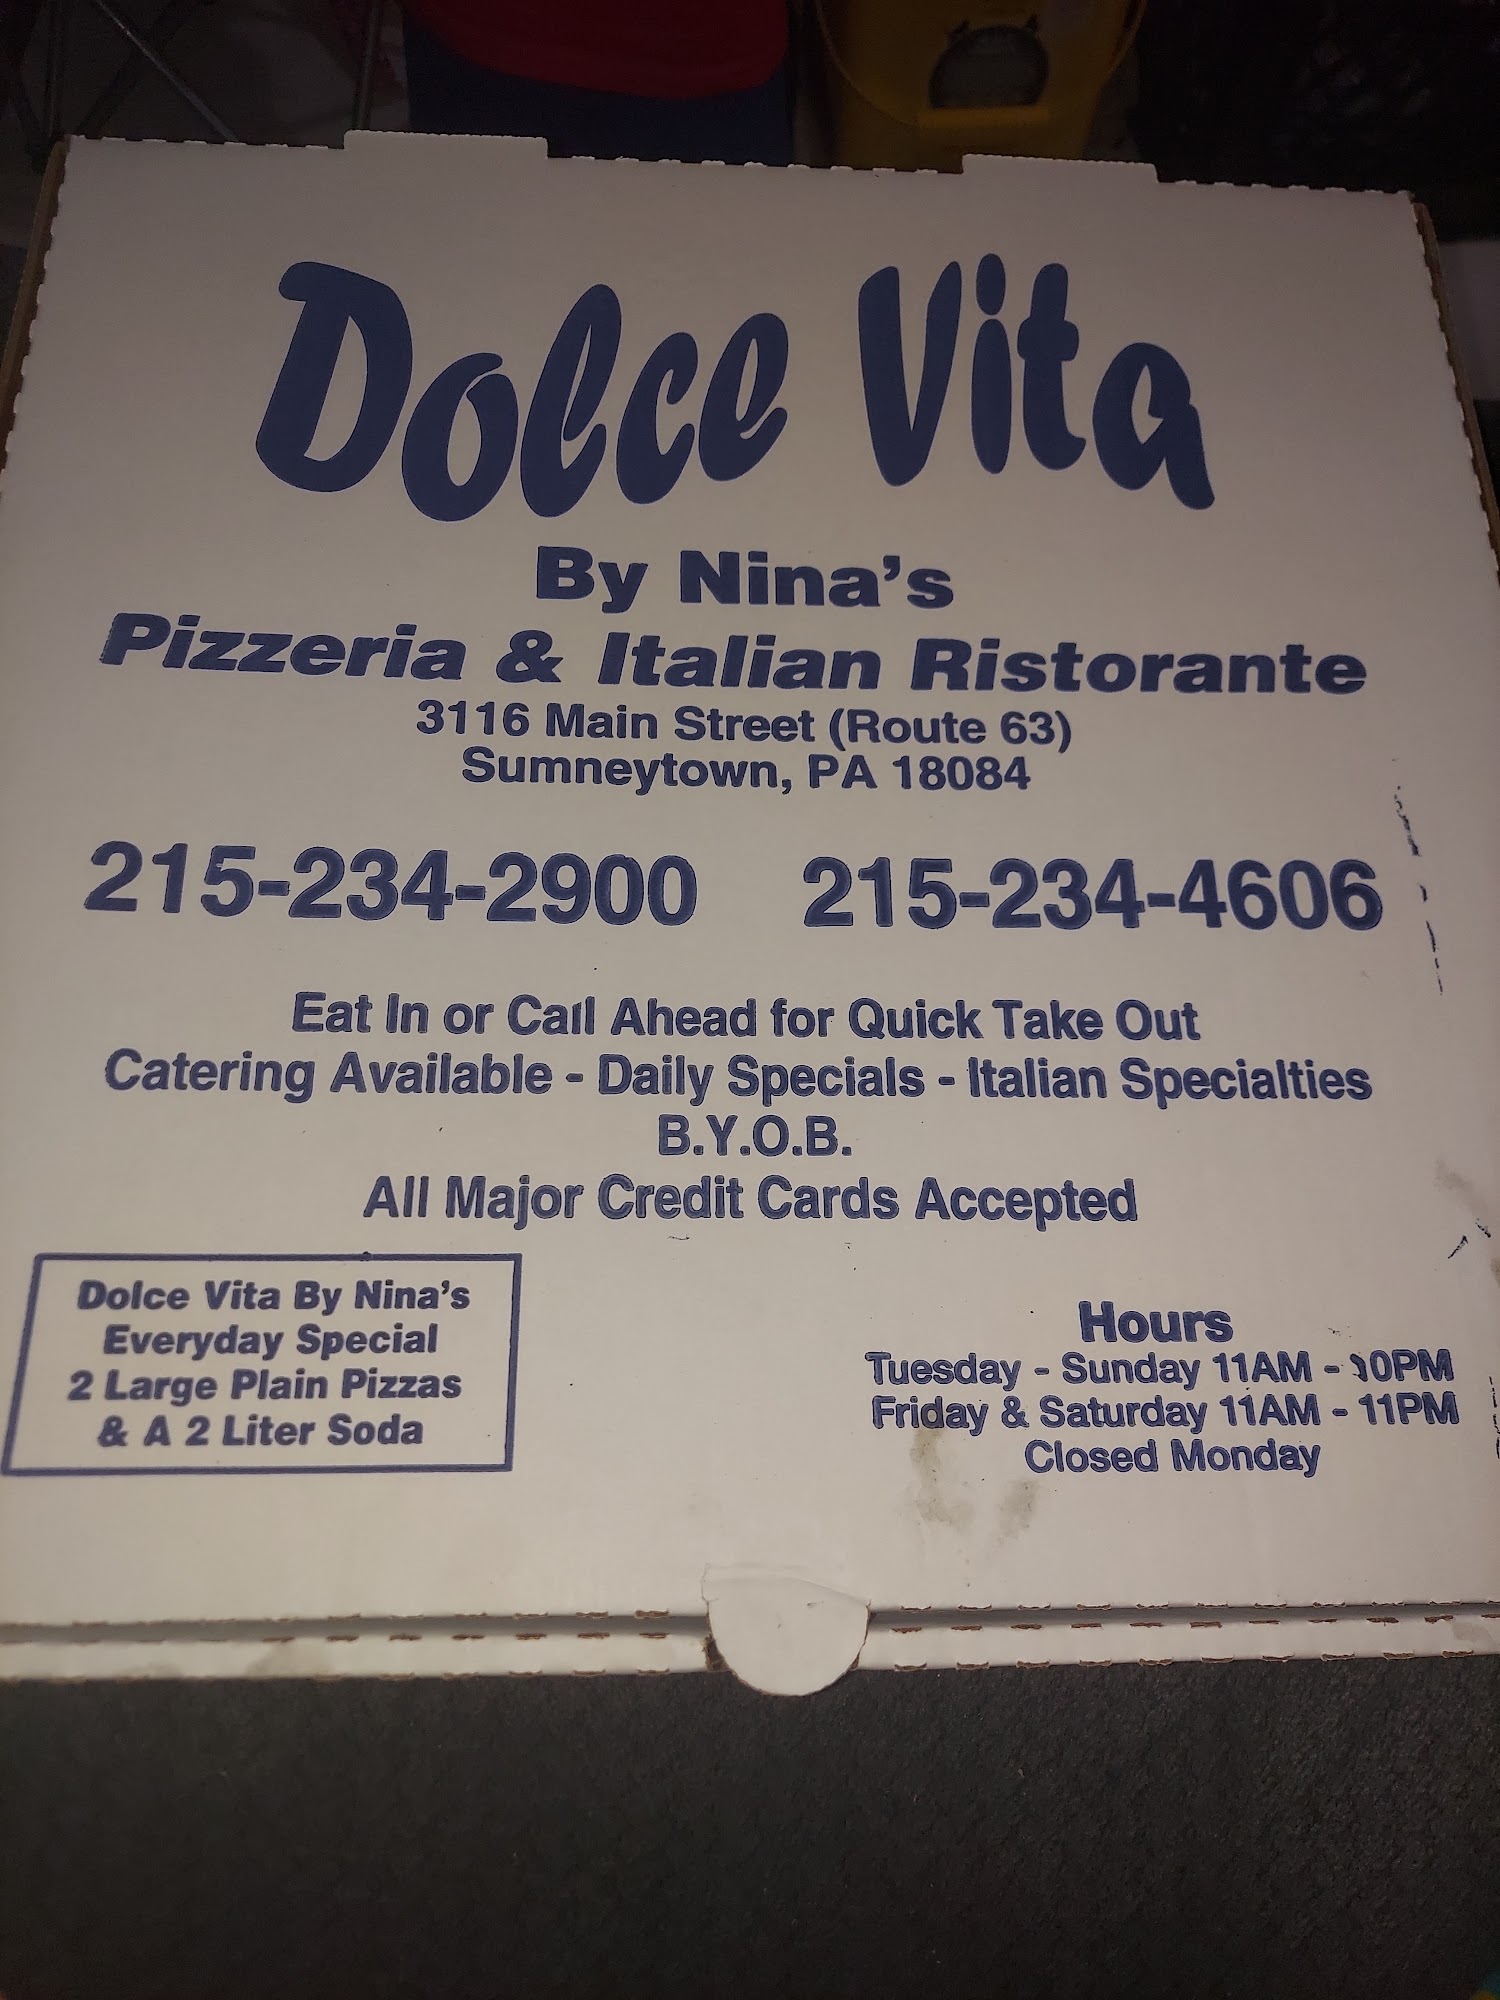 Dolce Vita
By Nina's
Pizzeria & Italian Ristorante
3116 Main Street (Route 63)
Sumneytown, PA 18084
215-234-2900 215-234-4606
Eat In or Call Ahead for Quick Take Out
Catering Available - Daily Specials - Italian Specialties
B.Y.O.B.
All Major Credit Cards Accepted
Dolce Vita By Nina's
Everyday Special
2 Large Plain Pizzas
& A 2 Liter Soda
Hours
Tuesday - Sunday 11AM - 10PM
Friday & Saturday 11AM - 11PM
Closed Monday